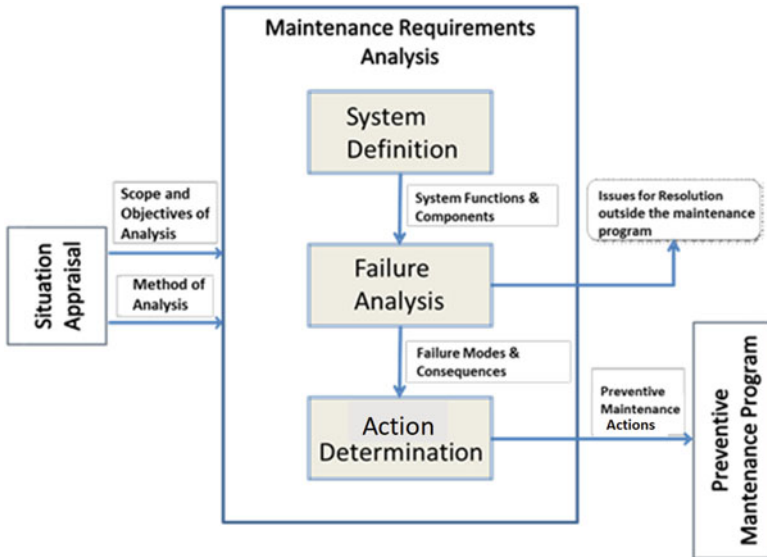 Maintenance Requirements
Analysis
System
Definition
Scope and
Objectives of
Analysis
System Functions &
Components
Issues for Resolution
outside the maintenance
program
Situation
Appraisal
Method of
Analysis
Failure
Analysis
Failure Modes &
Consequences
Preventive
Maintenance
Actions
Action
Determination
Preventive
Mantenance Program